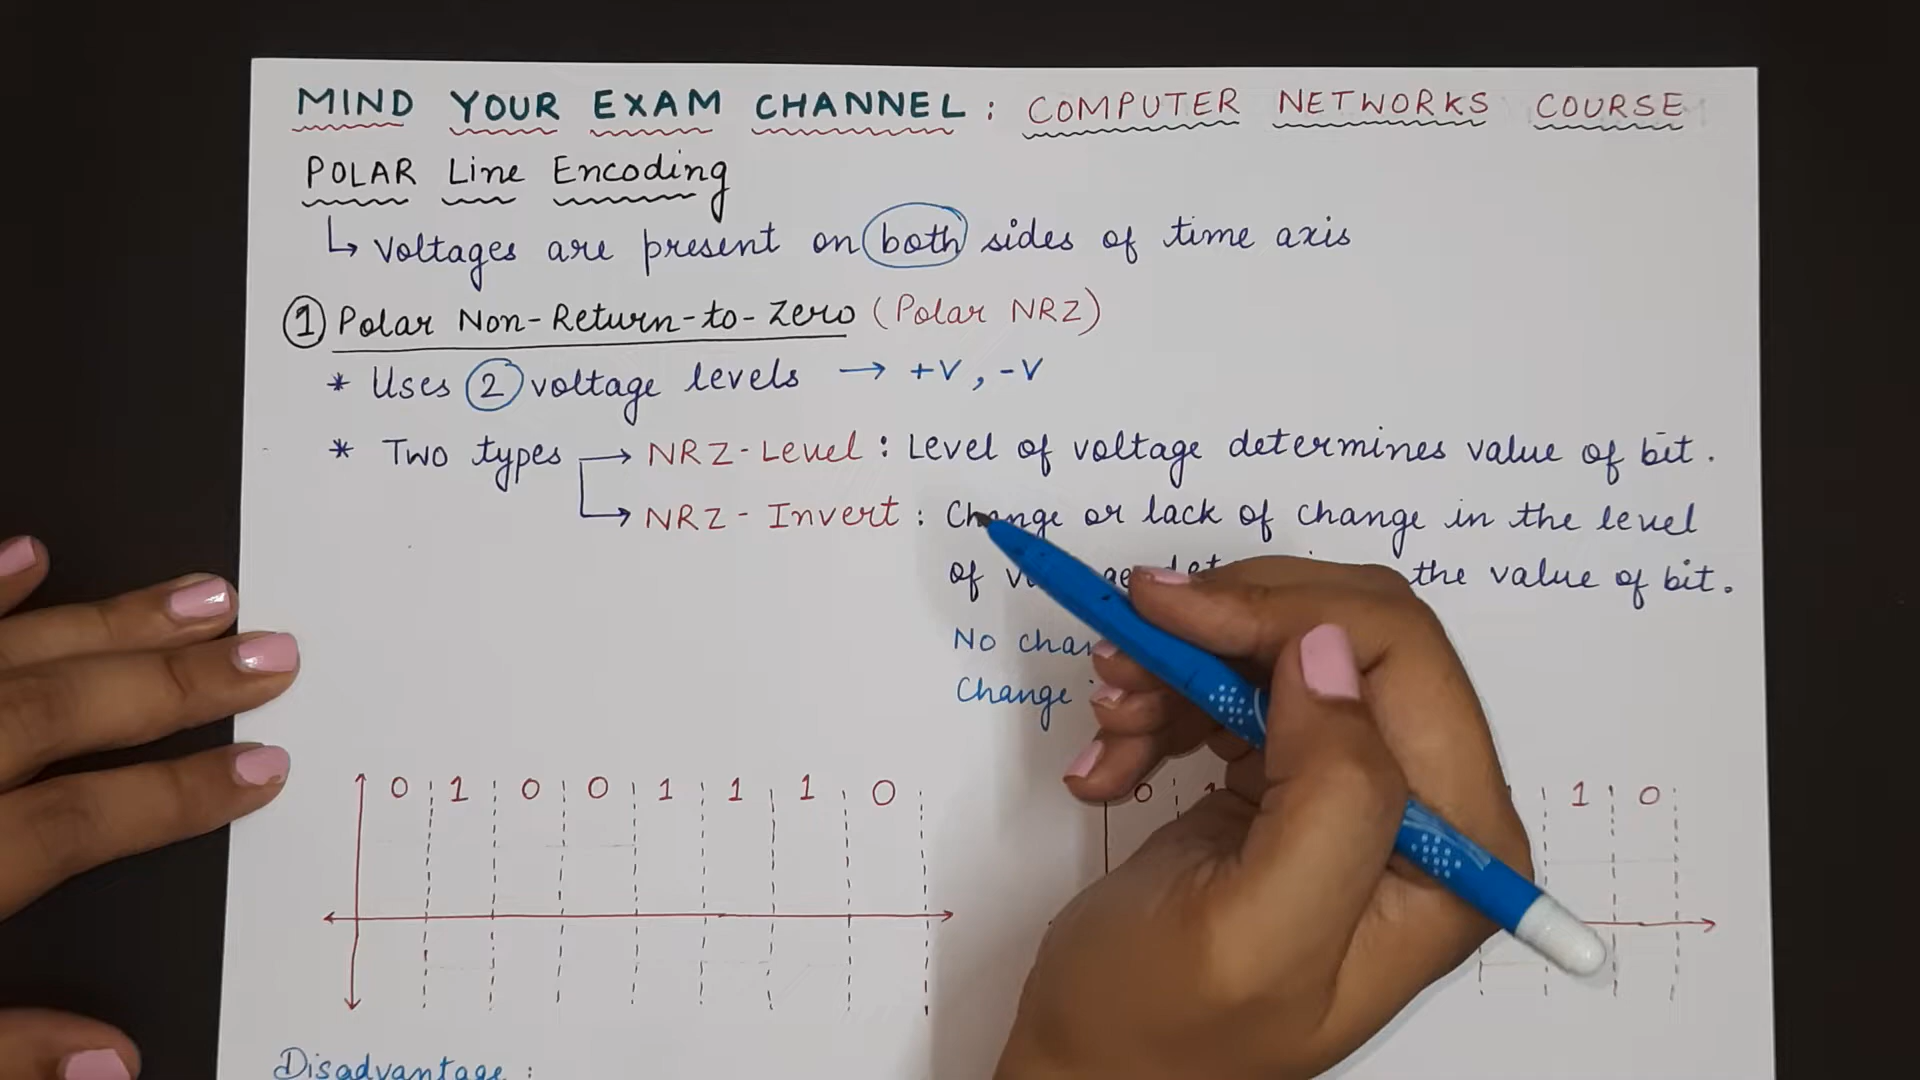 MIND YOUR EXAM CHANNEL : COMPUTER NETWORKS COURSE
POLAR Line Encoding
↳ Voltages are present on both sides of time axis
① Polar Non-Return-to-Zero (Polar NRZ)
* Uses 2 voltage levels → +V, -V
* Two types → NRZ-Level : Level of voltage determines value of bit.
→ NRZ-Invert : Change or lack of change in the level
of the value of bit.
No
Change
0 1 0 0 1 1 1 0
0 1 0
Disadvantage :